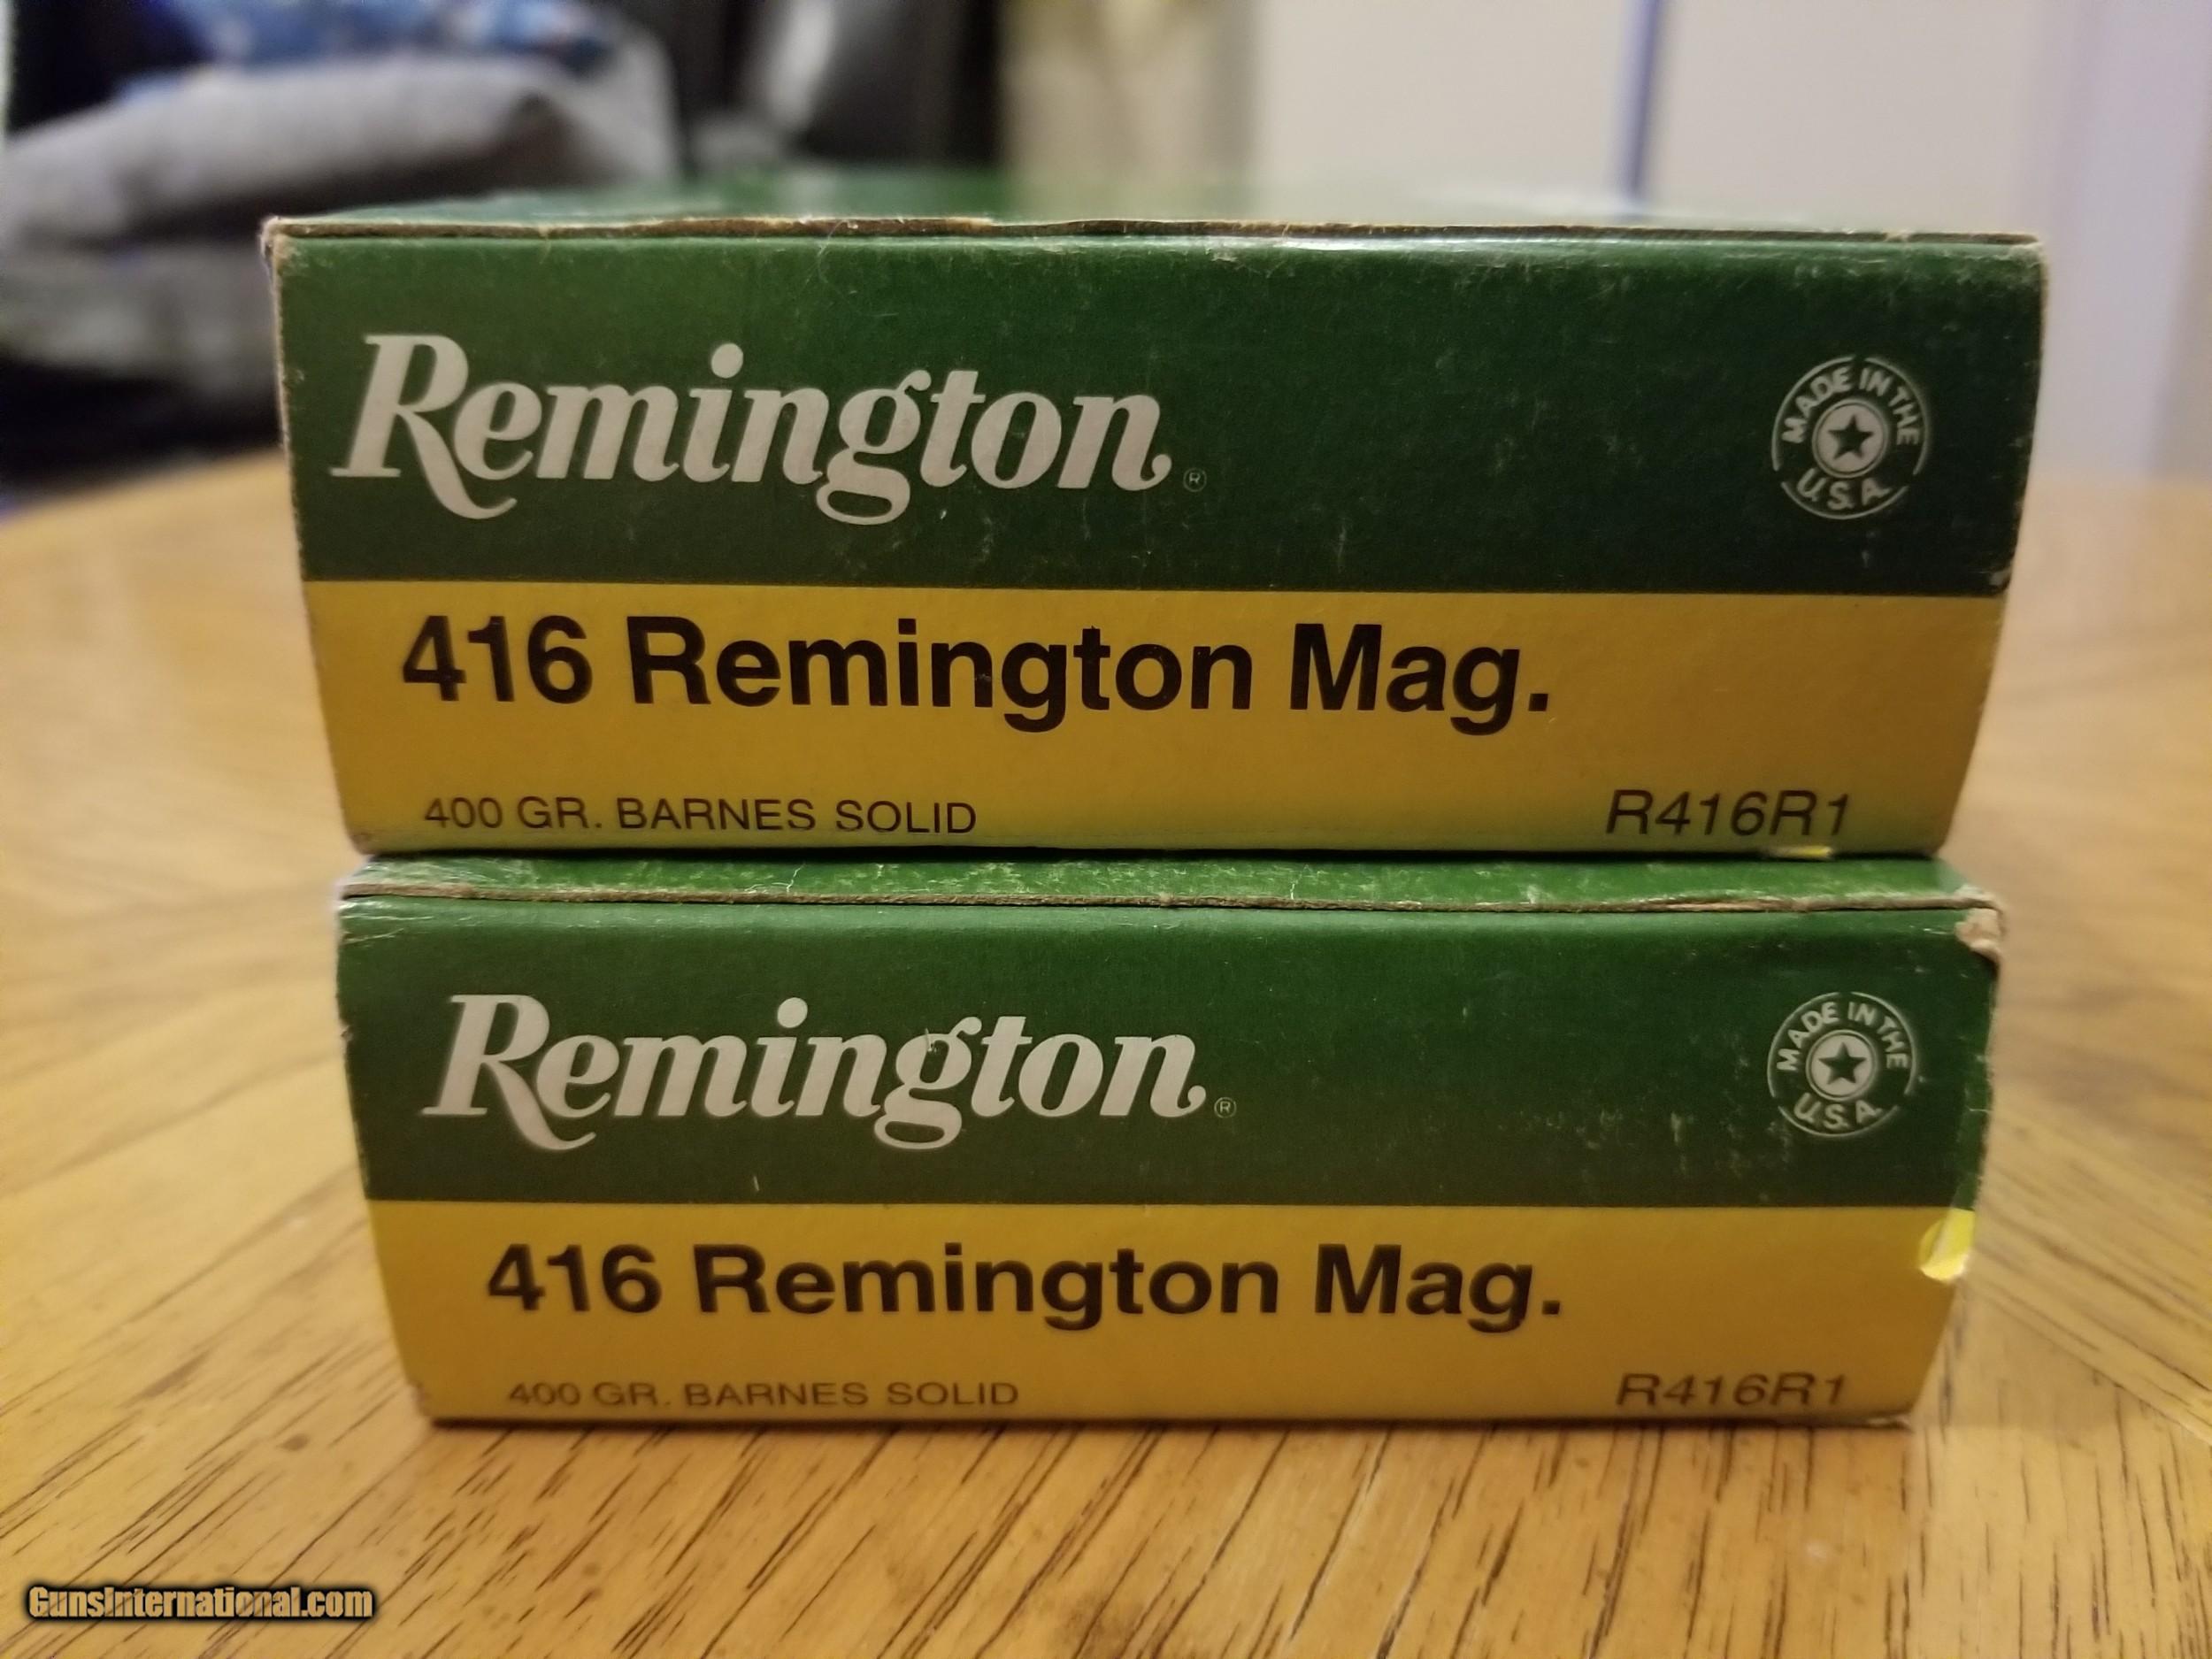 Remington®
MADE IN THE
U.S.A.
416 Remington Mag.
400 GR. BARNES SOLID
R416R1
Remington®
MADE IN THE
U.S.A.
416 Remington Mag.
400 GR. BARNES SOLID
R416R1
GunsInternational.com